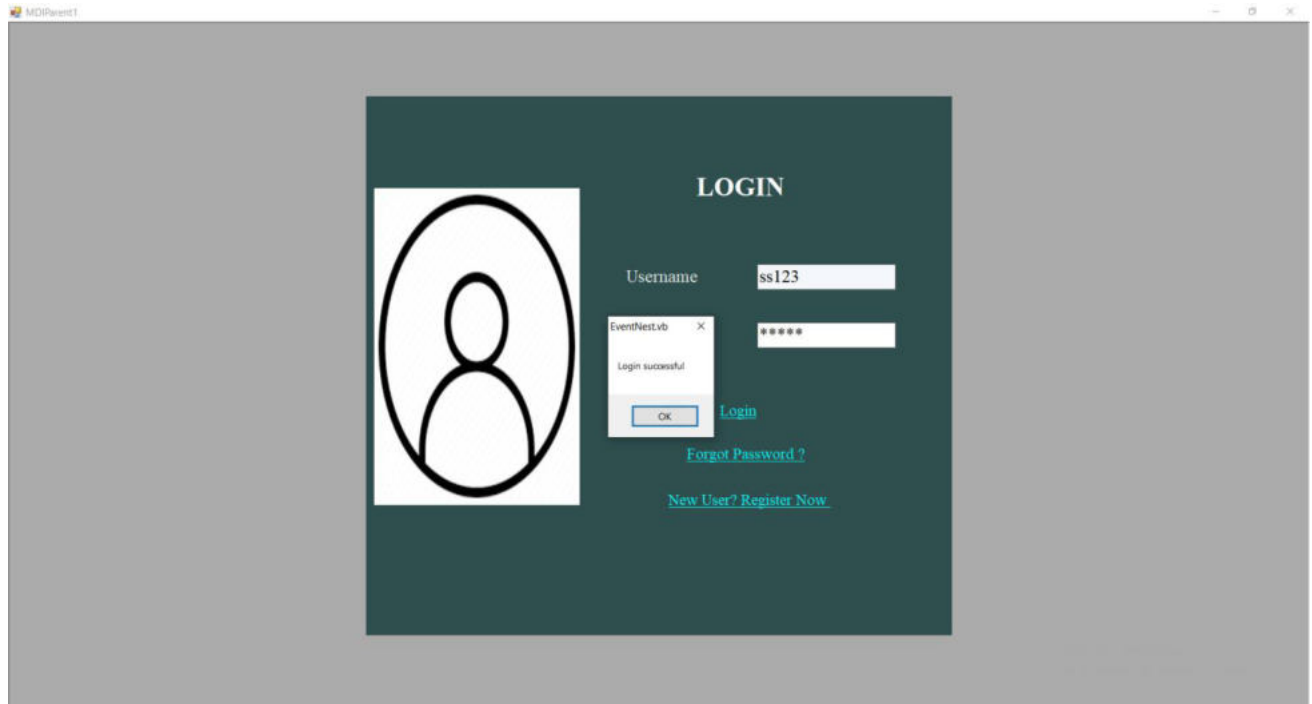 MDIParent1
LOGIN
Username
ss123
EventNest.vb
*****
Login successful
OK
Login
Forgot Password ?
New User? Register Now